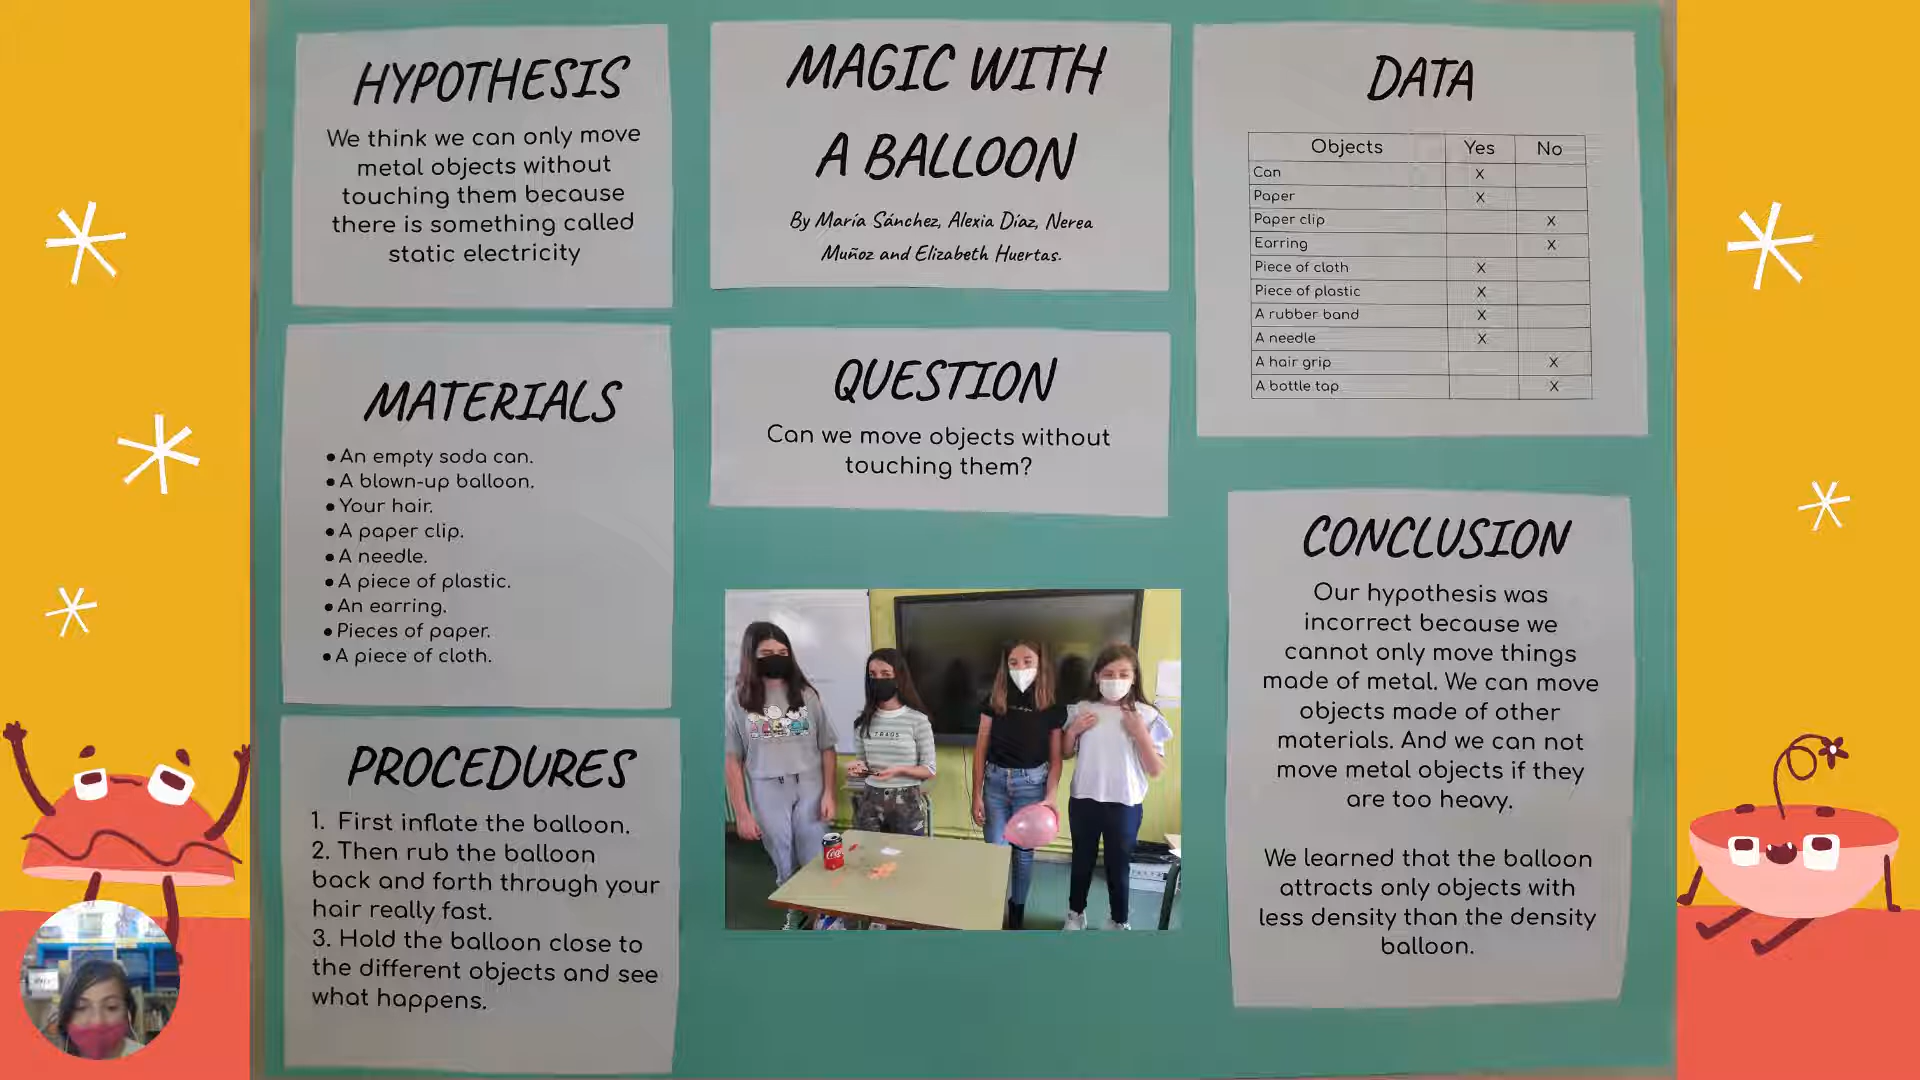 HYPOTHESIS
We think we can only move
metal objects without
touching them because
there is something called
static electricity
MATERIALS
• An empty soda can.
• A blown-up balloon.
• Your hair.
• A paper clip.
• A needle.
• A piece of plastic.
• An earring.
• Pieces of paper.
• A piece of cloth.
PROCEDURES
1. First inflate the balloon.
2. Then rub the balloon
back and forth through your
hair really fast.
3. Hold the balloon close to
the different objects and see
what happens.
MAGIC WITH
A BALLOON
By María Sánchez, Alexia Díaz, Nerea
Muñoz and Elizabeth Huertas.
QUESTION
Can we move objects without
touching them?
DATA
Objects Yes No
Can X
Paper X
Paper clip X
Earring X
Piece of cloth X
Piece of plastic X
A rubber band X
A needle X
A hair grip X
A bottle tap X
CONCLUSION
Our hypothesis was
incorrect because we
cannot only move things
made of metal. We can move
objects made of other
materials. And we can not
move metal objects if they
are too heavy.
We learned that the balloon
attracts only objects with
less density than the density
balloon.